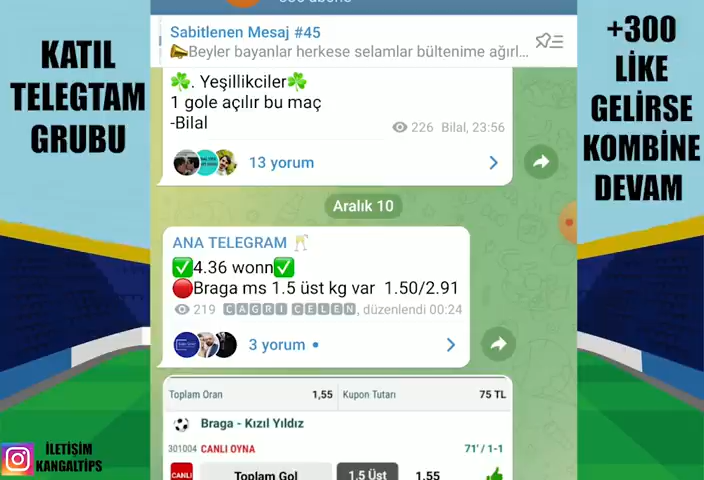 KATIL
TELEGTAM
GRUBU
+300
LİKE
GELİRSE
KOMBİNE
DEVAM
Sabitlenen Mesaj #45
📣Beyler bayanlar herkese selamlar bültenime ağırl...
☘️. Yeşillikciler☘️
1 gole açılır bu maç
-Bilal
226 Bilal, 23:56
13 yorum
Aralık 10
ANA TELEGRAM 🥂
✅4.36 wonn✅
🔴Braga ms 1.5 üst kg var 1.50/2.91
219 🅲🅰🅶🆁🅸 🅲🅴🅻🅴🅽, düzenlendi 00:24
3 yorum
Toplam Oran 1,55 Kupon Tutarı 75 TL
Braga - Kızıl Yıldız
301004 CANLI OYNA 71' / 1-1
CANLI Toplam Gol 1.5 Üst 1.55
İLETİŞİM
KANGALTİPS